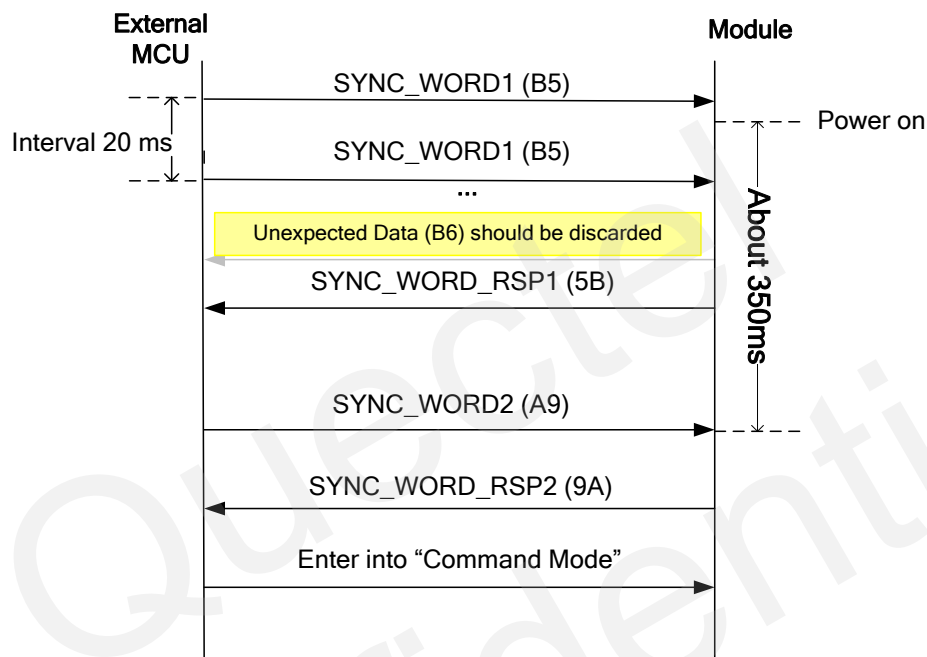 External
MCU
Module
SYNC_WORD1 (B5)
Power on
Interval 20 ms
SYNC_WORD1 (B5)
...
About 350ms
Unexpected Data (B6) should be discarded
SYNC_WORD_RSP1 (5B)
SYNC_WORD2 (A9)
SYNC_WORD_RSP2 (9A)
Enter into “Command Mode”
Quectel